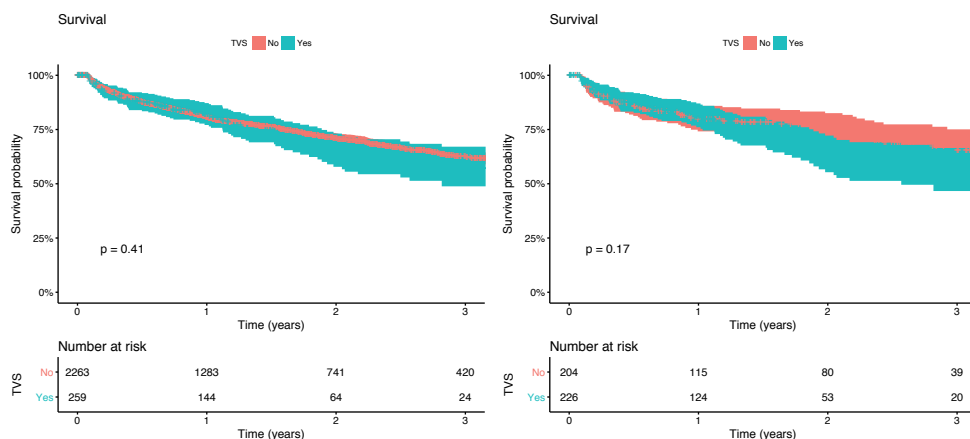 Survival
TVS No Yes
100%
75%
50%
25%
0%
Survival probability
p = 0.41
0 1 2 3
Time (years)
Number at risk
TVS
No 2263 1283 741 420
Yes 259 144 64 24
0 1 2 3
Time (years)
Survival
TVS No Yes
100%
75%
50%
25%
0%
Survival probability
p = 0.17
0 1 2 3
Time (years)
Number at risk
TVS
No 204 115 80 39
Yes 226 124 53 20
0 1 2 3
Time (years)